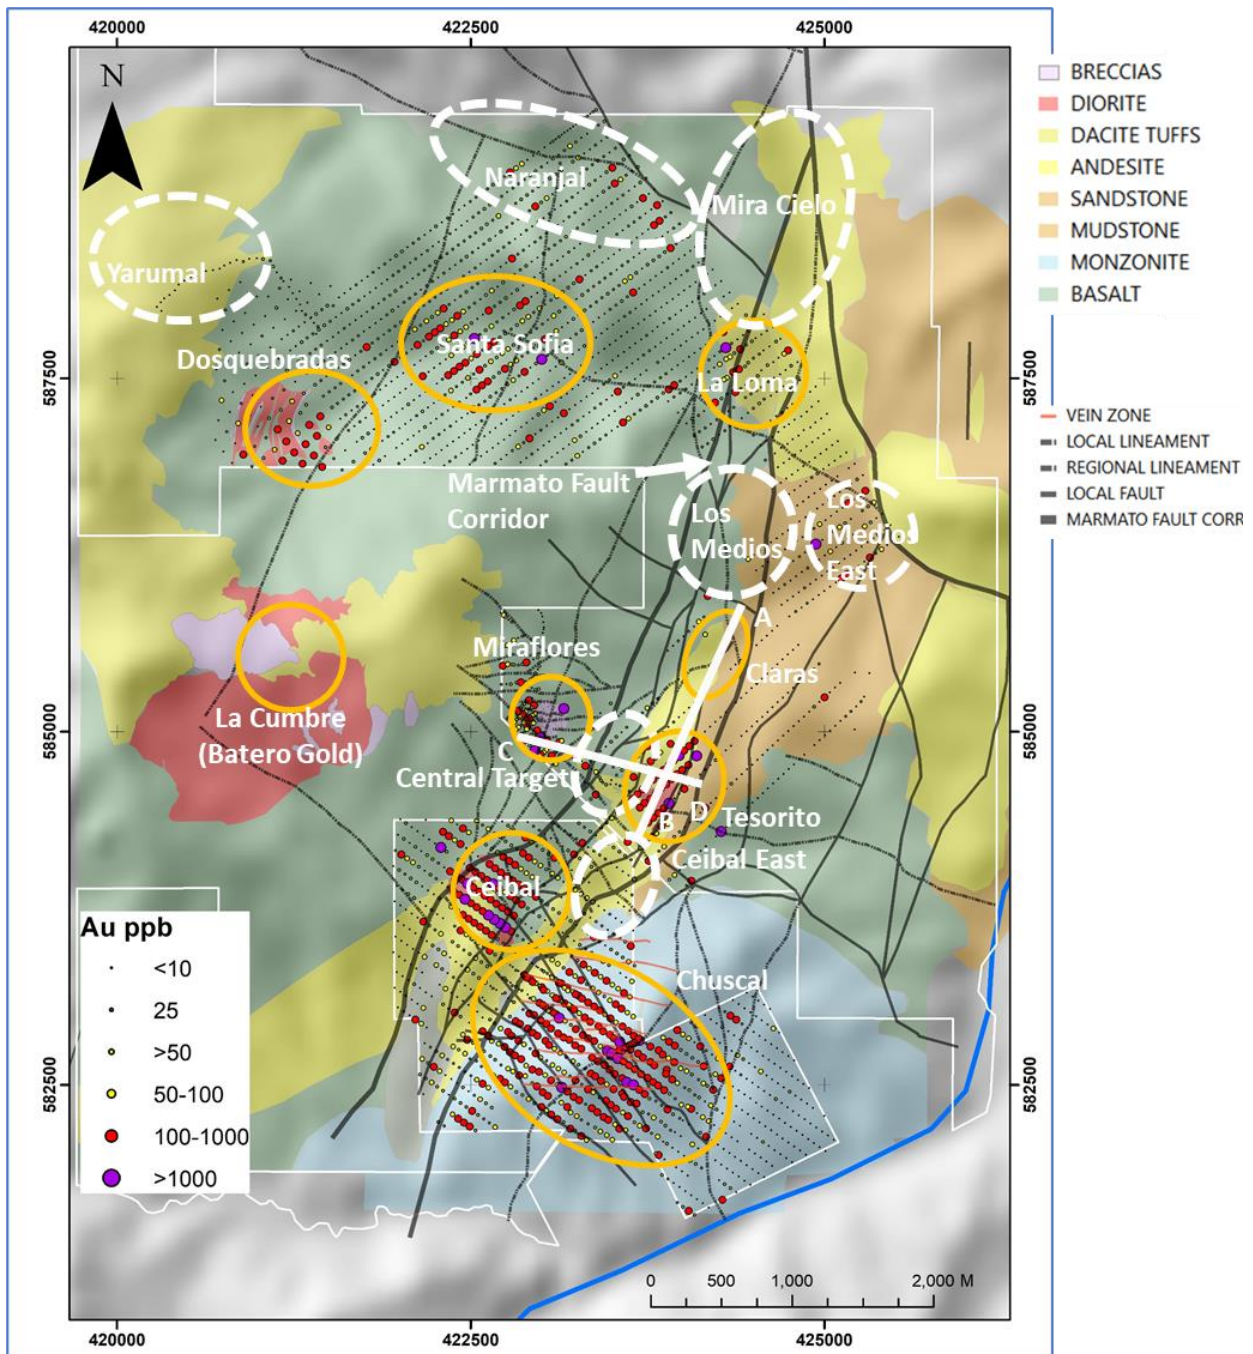 420000
422500
425000
N
BRECCIAS
DIORITE
DACITE TUFFS
ANDESITE
SANDSTONE
MUDSTONE
MONZONITE
BASALT
Naranjal
Mira Cielo
Yarumal
Dosquebradas
Santa Sofia
La Loma
587500
587500
Marmato Fault
Corridor
Los
Medios
Los
Medios
East
VEIN ZONE
LOCAL LINEAMENT
REGIONAL LINEAMENT
LOCAL FAULT
MARMATO FAULT CORR
A
Miraflores
Claras
La Cumbre
(Batero Gold)
585000
585000
C
Central Target
B
D
Tesorito
Ceibal East
Ceibal
Chuscal
Au ppb
<10
25
>50
50-100
100-1000
>1000
582500
582500
0
500
1,000
2,000 M
420000
422500
425000